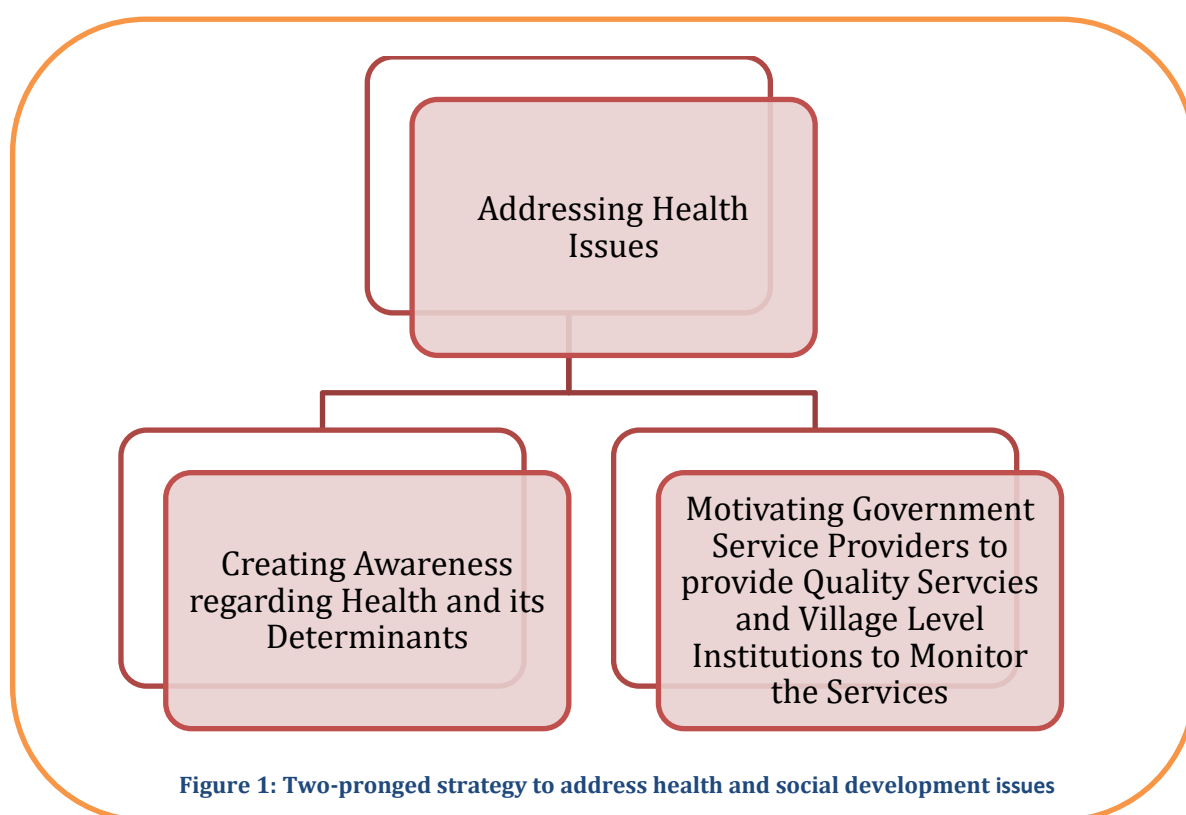 Addressing Health
Issues
Creating Awareness
regarding Health and its
Determinants
Motivating Government
Service Providers to
provide Quality Servcies
and Village Level
Institutions to Monitor
the Services
Figure 1: Two-pronged strategy to address health and social development issues